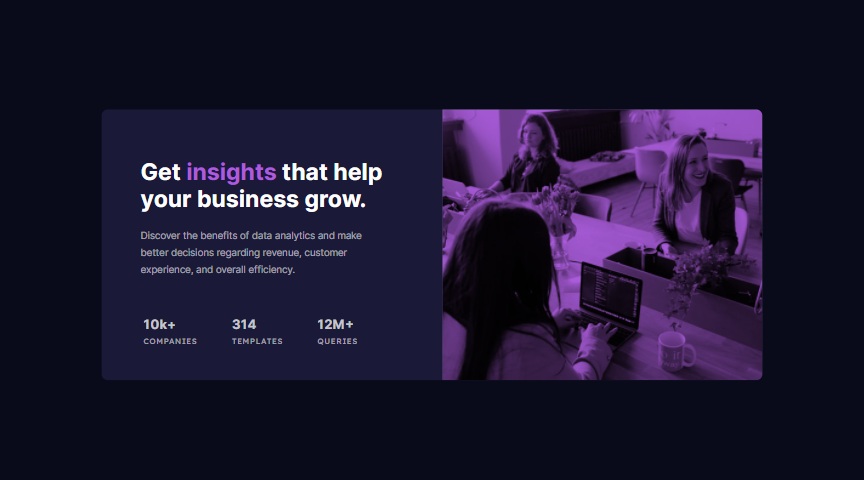 Get insights that help
your business grow.
Discover the benefits of data analytics and make
better decisions regarding revenue, customer
experience, and overall efficiency.
10k+ 314 12M+
COMPANIES TEMPLATES QUERIES